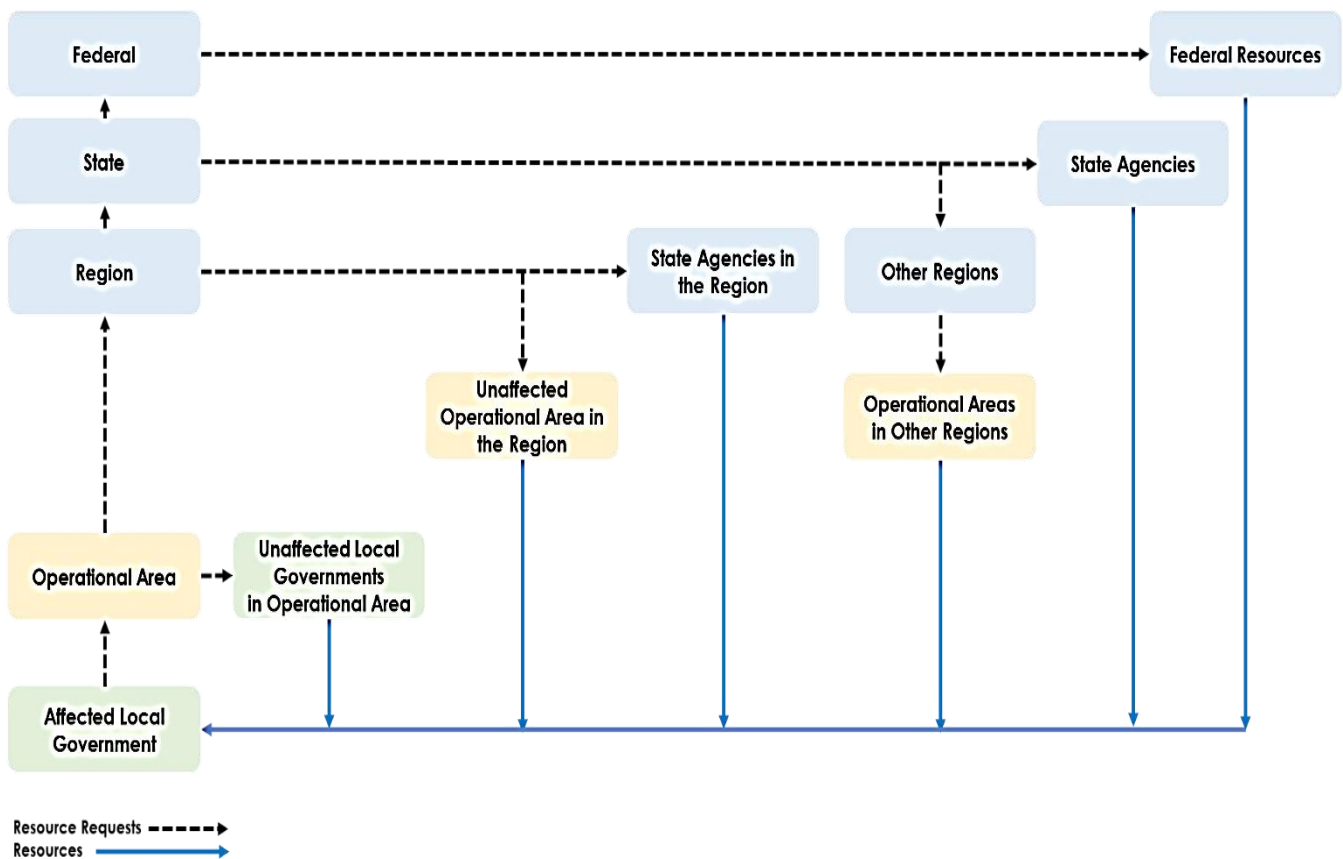 Federal
Federal Resources
State
State Agencies
Region
State Agencies in
the Region
Other Regions
Unaffected
Operational Area in
the Region
Operational Areas
in Other Regions
Operational Area
Unaffected Local
Governments
in Operational Area
Affected Local
Government
Resource Requests
Resources